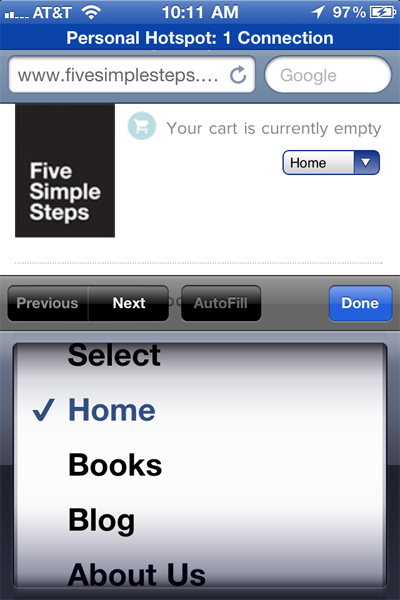 AT&T 10:11 AM 97%
Personal Hotspot: 1 Connection
www.fivesimplesteps.... Google
Your cart is currently empty
Home
Five
Simple
Steps
Previous Next AutoFill Done
Select
✓ Home
Books
Blog
About Us